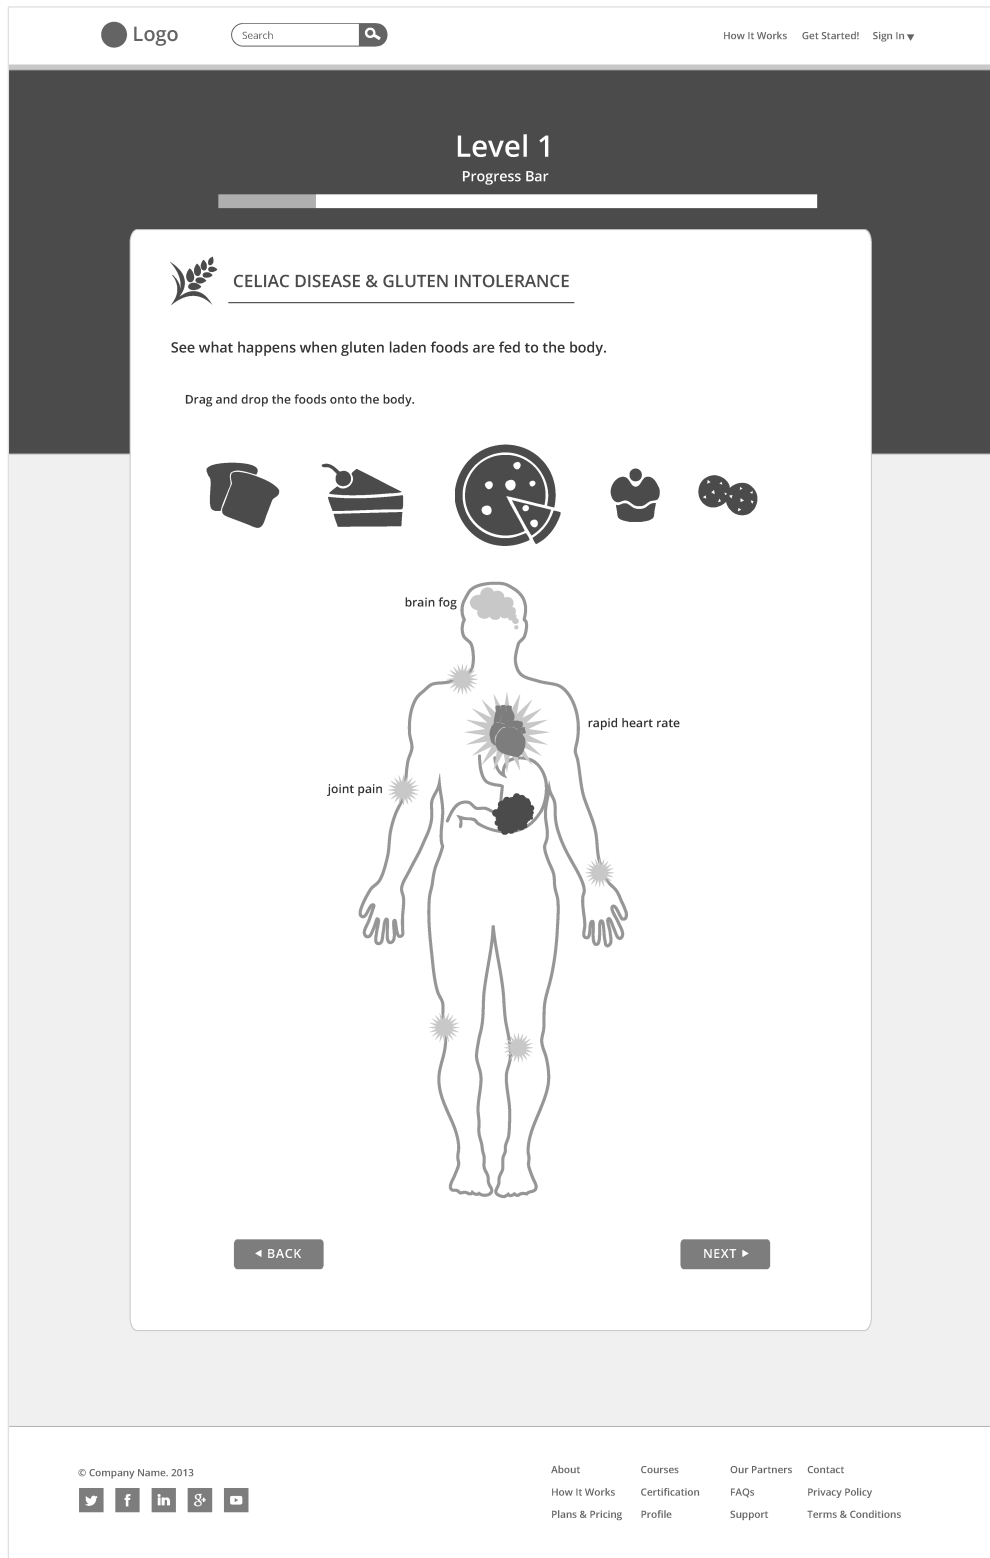 Logo
Search
How It Works
Get Started!
Sign In
Level 1
Progress Bar
CELIAC DISEASE & GLUTEN INTOLERANCE
See what happens when gluten laden foods are fed to the body.
Drag and drop the foods onto the body.
brain fog
rapid heart rate
joint pain
BACK
NEXT
© Company Name. 2013
About
Courses
Our Partners
Contact
How It Works
Certification
FAQs
Privacy Policy
Plans & Pricing
Profile
Support
Terms & Conditions